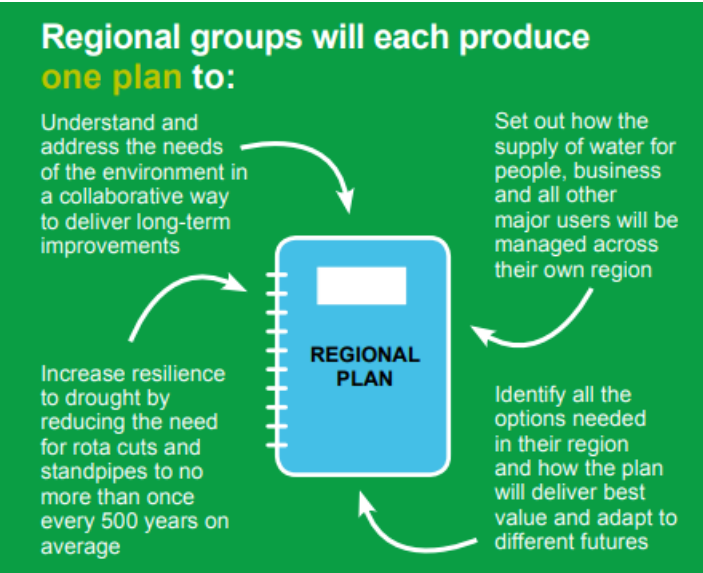 Regional groups will each produce
one plan to:
Understand and
address the needs
of the environment in
a collaborative way
to deliver long-term
improvements
Set out how the
supply of water for
people, business
and all other
major users will be
managed across
their own region
REGIONAL
PLAN
Increase resilience
to drought by
reducing the need
for rota cuts and
standpipes to no
more than once
every 500 years on
average
Identify all the
options needed
in their region
and how the plan
will deliver best
value and adapt to
different futures